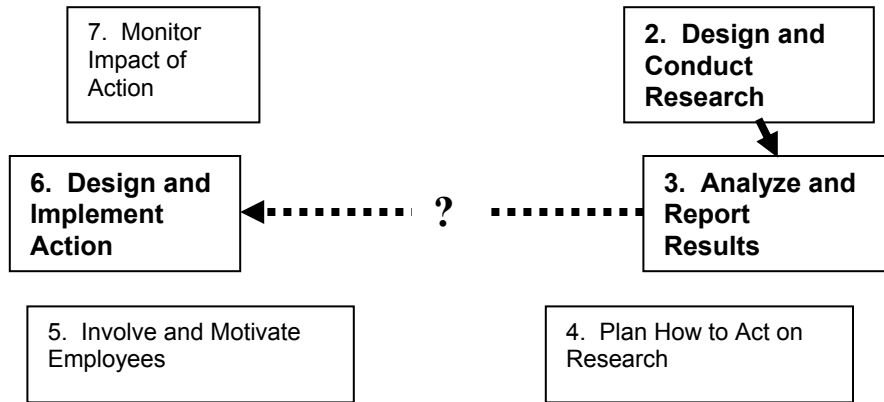 7. Monitor
Impact of
Action
2. Design and
Conduct
Research
6. Design and
Implement
Action
?
3. Analyze and
Report
Results
5. Involve and Motivate
Employees
4. Plan How to Act on
Research